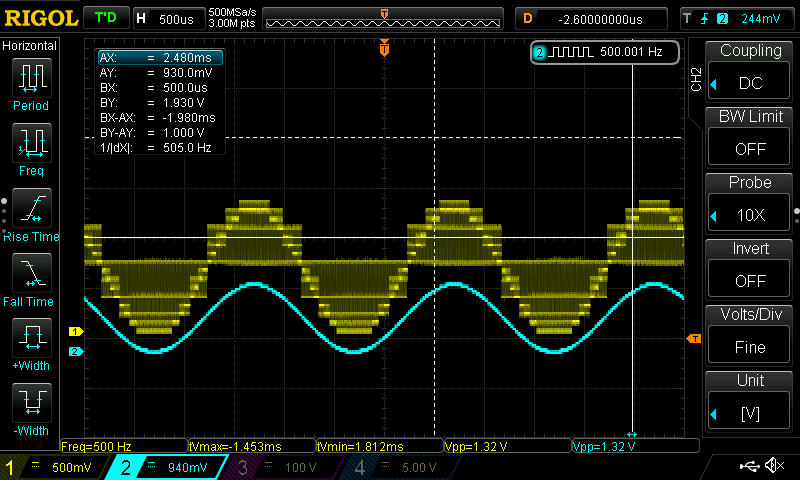 RIGOL T'D H 500us 500MSa/s 3.00M pts T D -2.60000000us T 2 244mV
Horizontal
Period
Freq
Rise Time
Fall Time
+Width
-Width
AX: = 2.480ms
AY: = 930.0mV
BX: = 500.0us
BY: = 1.930 V
BX-AX: = -1.980ms
BY-AY: = 1.000 V
1/|dX|: = 505.0 Hz
T
2 500.001 Hz
1
2
T
CH2
Coupling
DC
BW Limit
OFF
Probe
10X
Invert
OFF
Volts/Div
Fine
Unit
[V]
Freq=500 Hz tVmax=-1.453ms tVmin=1.812ms Vpp=1.32 V Vpp=1.32 V
1 500mV 2 940mV 3 100 V 4 5.00 V